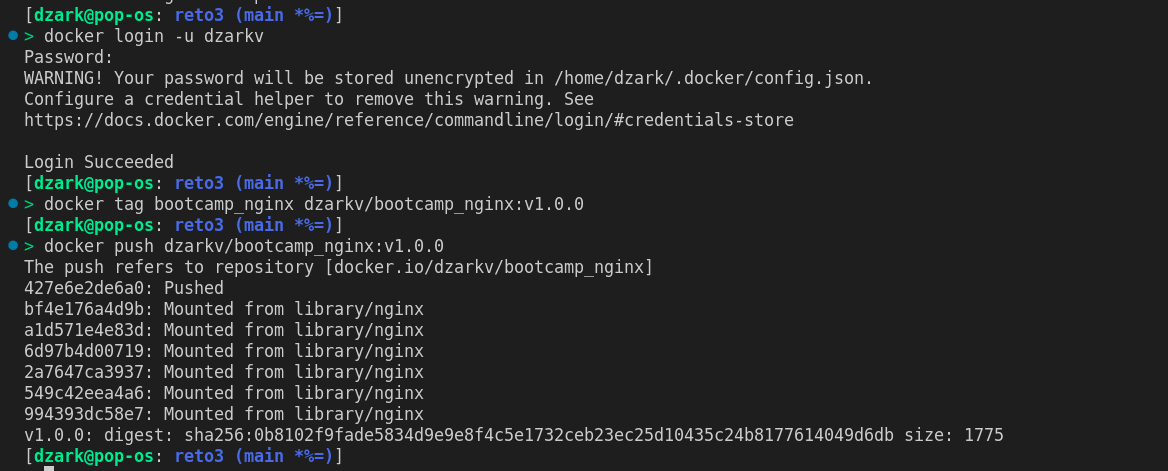 [dzark@pop-os: reto3 (main *%=)]
> docker login -u dzarkv
Password:
WARNING! Your password will be stored unencrypted in /home/dzark/.docker/config.json.
Configure a credential helper to remove this warning. See
https://docs.docker.com/engine/reference/commandline/login/#credentials-store
Login Succeeded
[dzark@pop-os: reto3 (main *%=)]
> docker tag bootcamp_nginx dzarkv/bootcamp_nginx:v1.0.0
[dzark@pop-os: reto3 (main *%=)]
> docker push dzarkv/bootcamp_nginx:v1.0.0
The push refers to repository [docker.io/dzarkv/bootcamp_nginx]
427e6e2de6a0: Pushed
bf4e176a4d9b: Mounted from library/nginx
a1d571e4e83d: Mounted from library/nginx
6d97b4d00719: Mounted from library/nginx
2a7647ca3937: Mounted from library/nginx
549c42eea4a6: Mounted from library/nginx
994393dc58e7: Mounted from library/nginx
v1.0.0: digest: sha256:0b8102f9fade5834d9e9e8f4c5e1732ceb23ec25d10435c24b8177614049d6db size: 1775
[dzark@pop-os: reto3 (main *%=)]